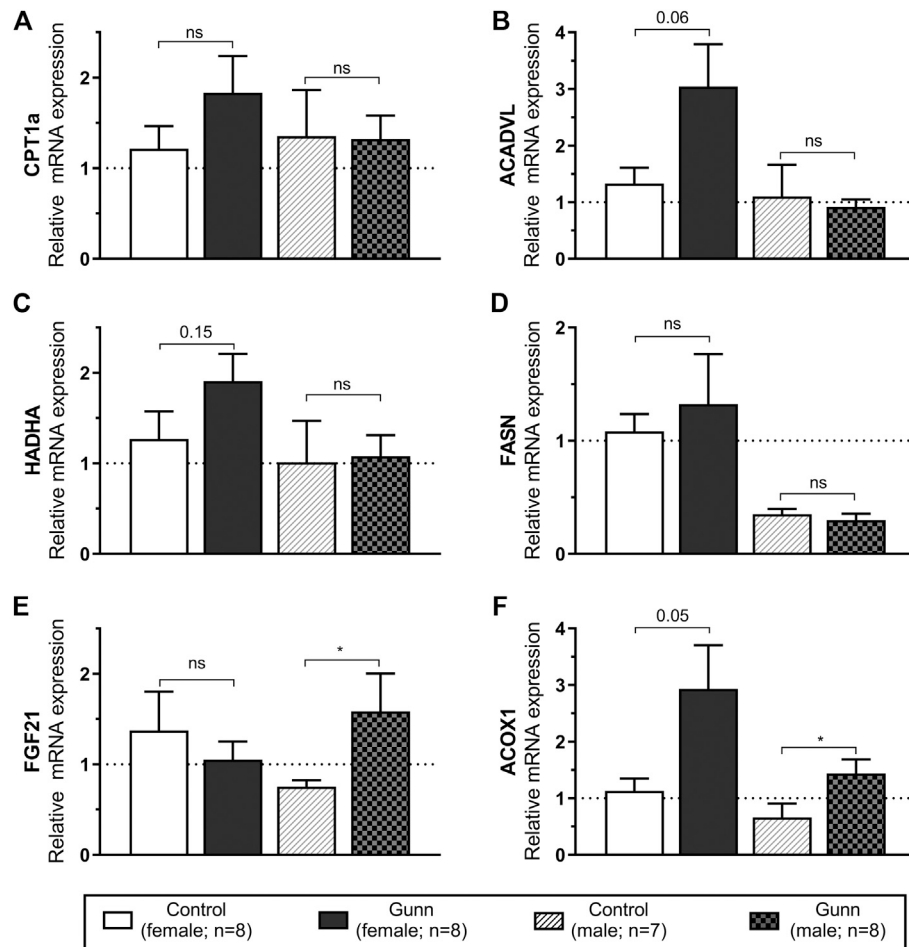 A
CPT1a
Relative mRNA expression
2
1
0
ns
ns
B
ACADVL
Relative mRNA expression
4
3
2
1
0
0.06
ns
C
HADHA
Relative mRNA expression
2
1
0
0.15
ns
D
FASN
Relative mRNA expression
2
1
0
ns
ns
E
FGF21
Relative mRNA expression
2
1
0
ns
*
F
ACOX1
Relative mRNA expression
4
3
2
1
0
0.05
*
Control
(female; n=8)
Gunn
(female; n=8)
Control
(male; n=7)
Gunn
(male; n=8)